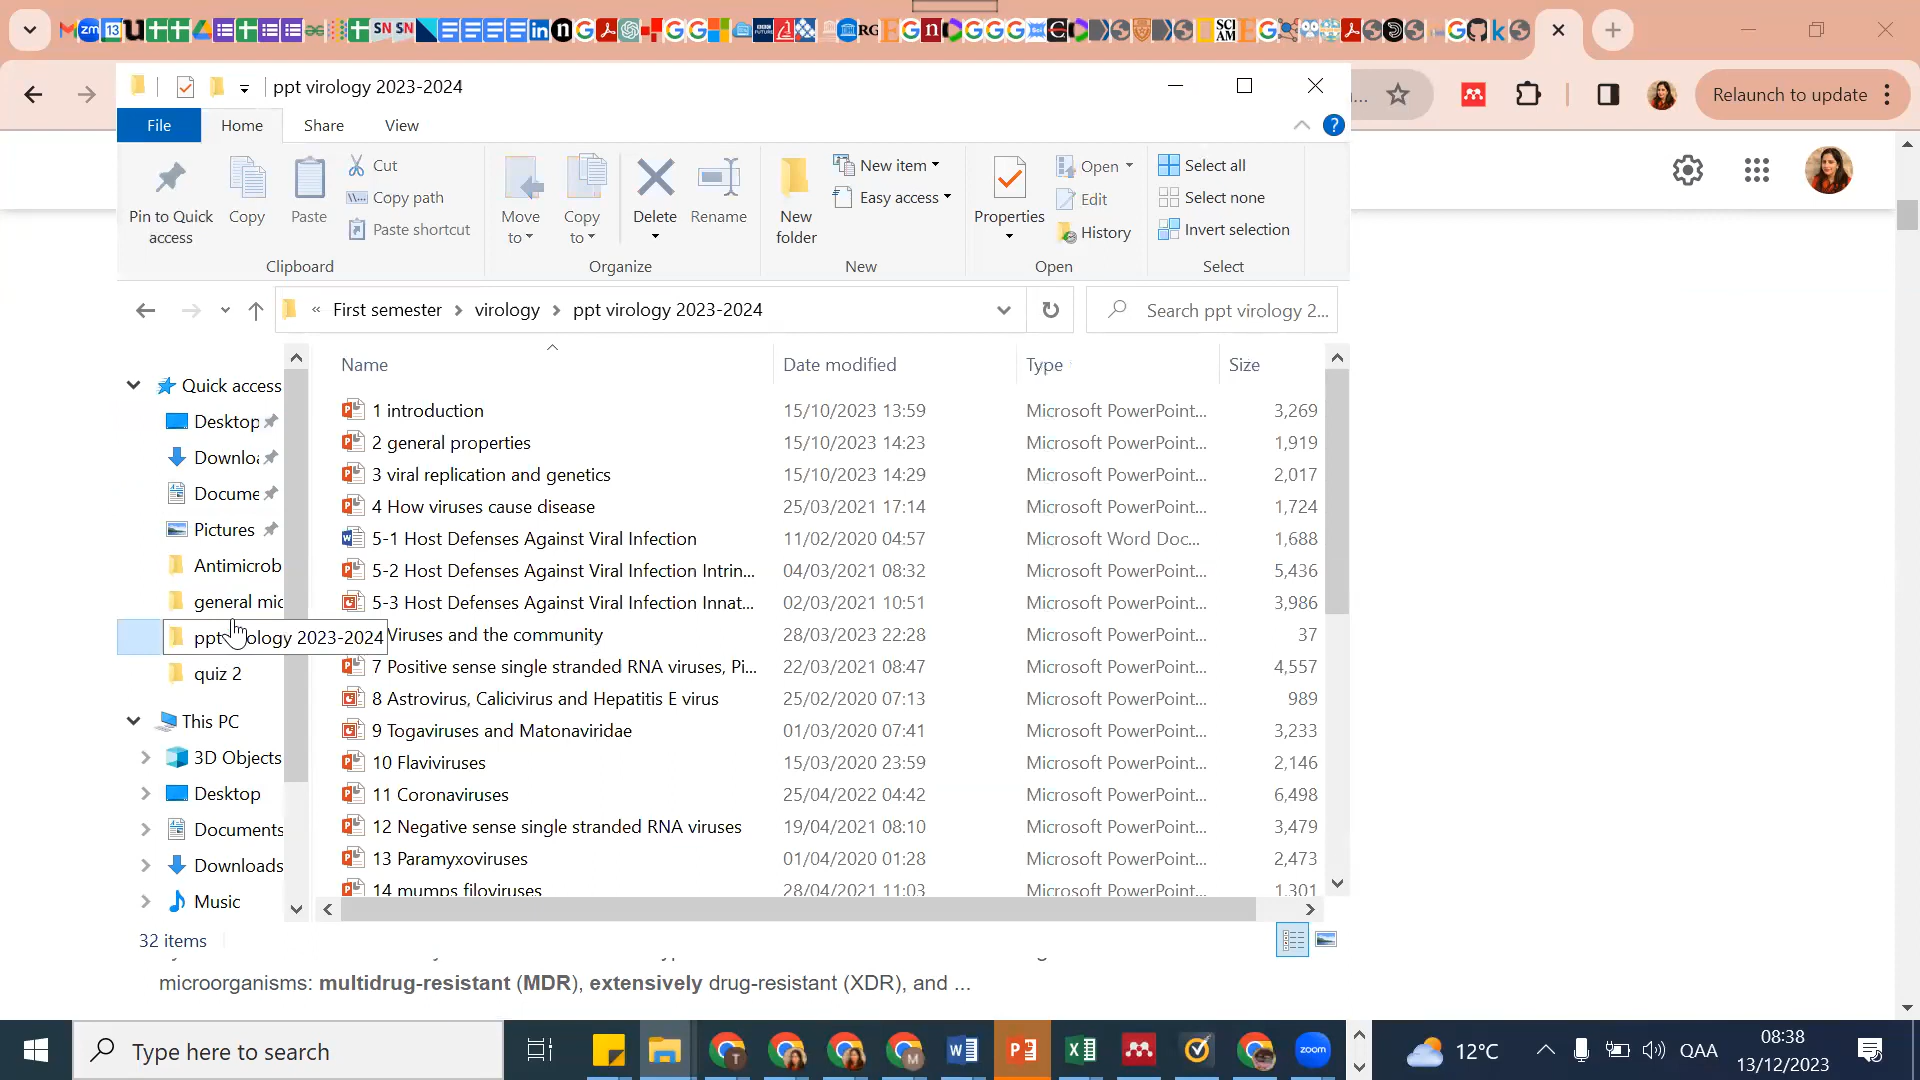 SN SN
SCI
AM
RG
ppt virology 2023-2024
Relaunch to update
File Home Share View
Pin to Quick
access
Copy
Paste
Cut
Copy path
Paste shortcut
Move
to
Copy
to
Delete
Rename
New
folder
New item
Easy access
Properties
Open
Edit
History
Select all
Select none
Invert selection
Clipboard Organize New Open Select
« First semester > virology > ppt virology 2023-2024
Search ppt virology 2...
Name Date modified Type Size
Quick access
Desktop
Downloa
Docume
Pictures
Antimicrob
general mic
ppt virology 2023-2024
quiz 2
This PC
3D Objects
Desktop
Documents
Downloads
Music
1 introduction 15/10/2023 13:59 Microsoft PowerPoint... 3,269
2 general properties 15/10/2023 14:23 Microsoft PowerPoint... 1,919
3 viral replication and genetics 15/10/2023 14:29 Microsoft PowerPoint... 2,017
4 How viruses cause disease 25/03/2021 17:14 Microsoft PowerPoint... 1,724
5-1 Host Defenses Against Viral Infection 11/02/2020 04:57 Microsoft Word Doc... 1,688
5-2 Host Defenses Against Viral Infection Intrin... 04/03/2021 08:32 Microsoft PowerPoint... 5,436
5-3 Host Defenses Against Viral Infection Innat... 02/03/2021 10:51 Microsoft PowerPoint... 3,986
Viruses and the community 28/03/2023 22:28 Microsoft PowerPoint... 37
7 Positive sense single stranded RNA viruses, Pi... 22/03/2021 08:47 Microsoft PowerPoint... 4,557
8 Astrovirus, Calicivirus and Hepatitis E virus 25/02/2020 07:13 Microsoft PowerPoint... 989
9 Togaviruses and Matonaviridae 01/03/2020 07:41 Microsoft PowerPoint... 3,233
10 Flaviviruses 15/03/2020 23:59 Microsoft PowerPoint... 2,146
11 Coronaviruses 25/04/2022 04:42 Microsoft PowerPoint... 6,498
12 Negative sense single stranded RNA viruses 19/04/2021 08:10 Microsoft PowerPoint... 3,479
13 Paramyxoviruses 01/04/2020 01:28 Microsoft PowerPoint... 2,473
14 mumps filoviruses 28/04/2021 11:03 Microsoft PowerPoint... 1,301
32 items
microorganisms: multidrug-resistant (MDR), extensively drug-resistant (XDR), and ...
Type here to search
zoom
12°C
QAA
08:38
13/12/2023